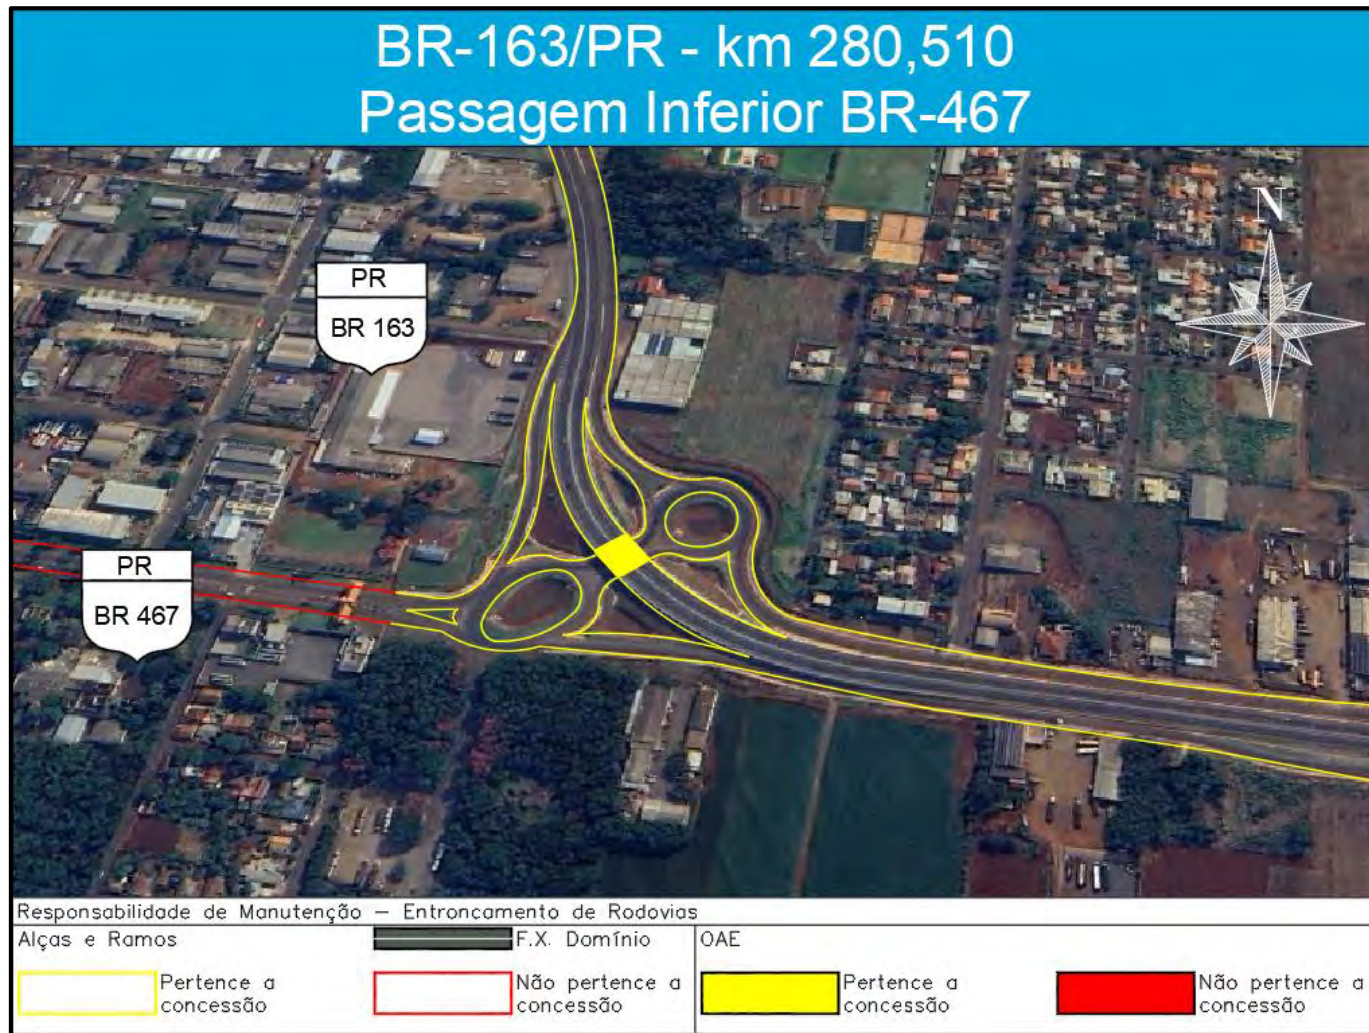 BR-163/PR - km 280,510
Passagem Inferior BR-467
N
PR
BR 163
PR
BR 467
Responsabilidade de Manutenção – Entroncamento de Rodovias
Alças e Ramos
F.X. Domínio
OAE
Pertence a
concessão
Não pertence a
concessão
Pertence a
concessão
Não pertence a
concessão